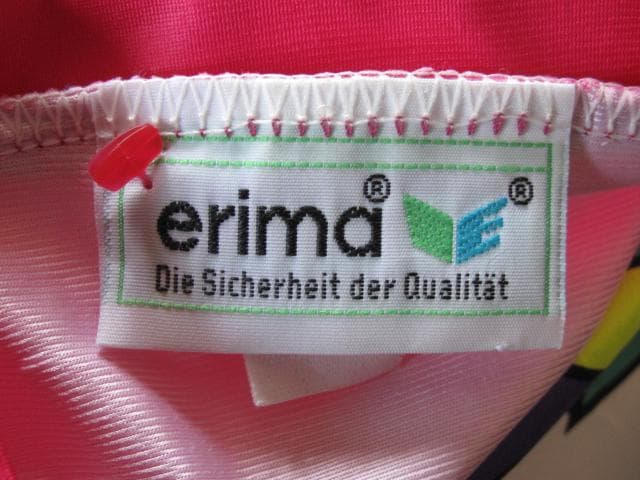 erima®
Die Sicherheit der Qualität